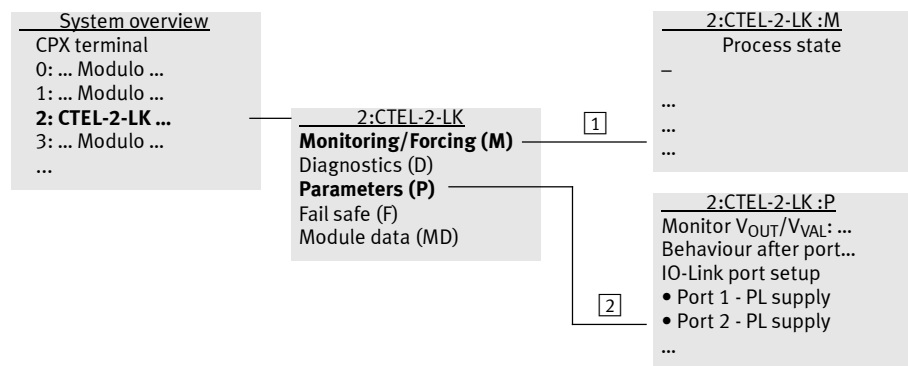 System overview
CPX terminal
0: ... Modulo ...
1: ... Modulo ...
2: CTEL-2-LK ...
3: ... Modulo ...
...
2:CTEL-2-LK
Monitoring/Forcing (M)
Diagnostics (D)
Parameters (P)
Fail safe (F)
Module data (MD)
1
2:CTEL-2-LK :M
Process state
–
...
...
...
2
2:CTEL-2-LK :P
Monitor VOUT/VVAL: ...
Behaviour after port...
IO-Link port setup
• Port 1 - PL supply
• Port 2 - PL supply
...